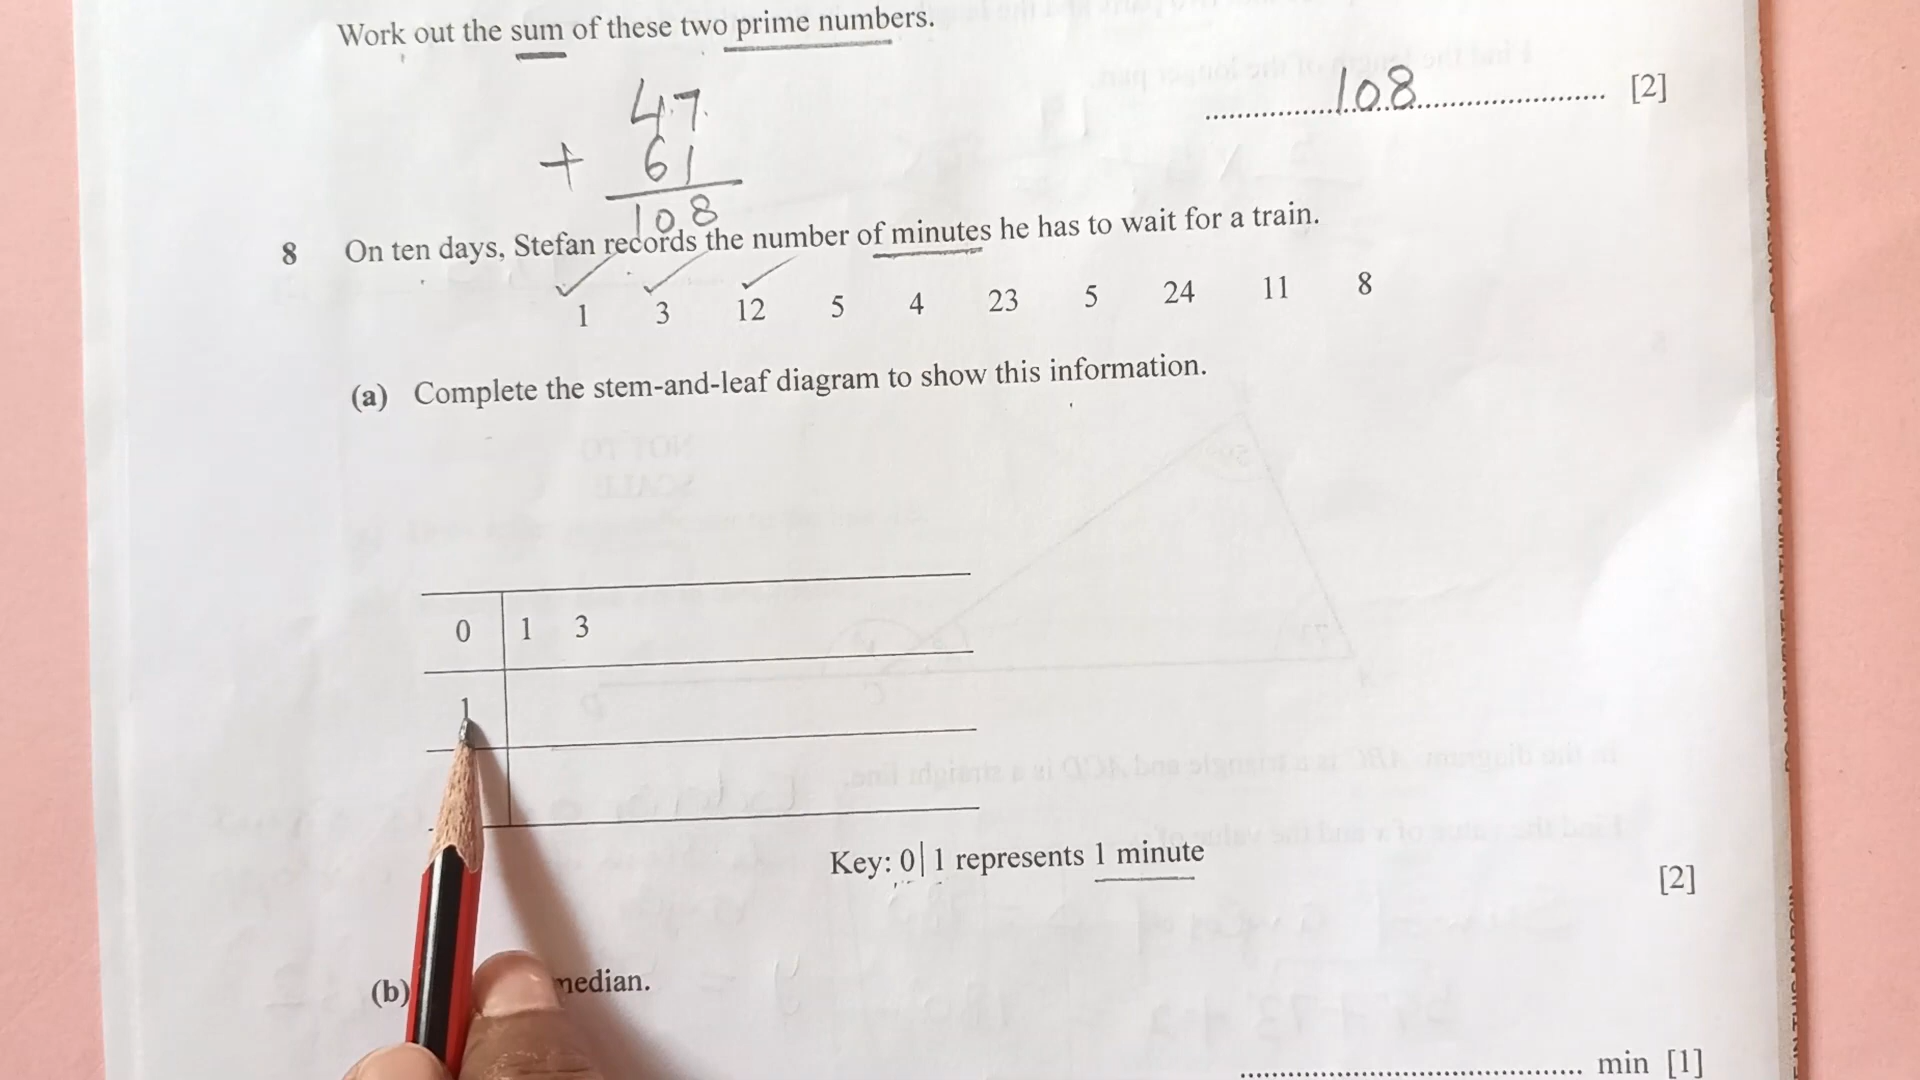 Work out the sum of these two prime numbers.
47
+ 61
108
108 [2]
8 On ten days, Stefan records the number of minutes he has to wait for a train.
1 3 12 5 4 23 5 24 11 8
(a) Complete the stem-and-leaf diagram to show this information.
0 1 3
1
Key: 0| 1 represents 1 minute
[2]
(b) median.
min [1]